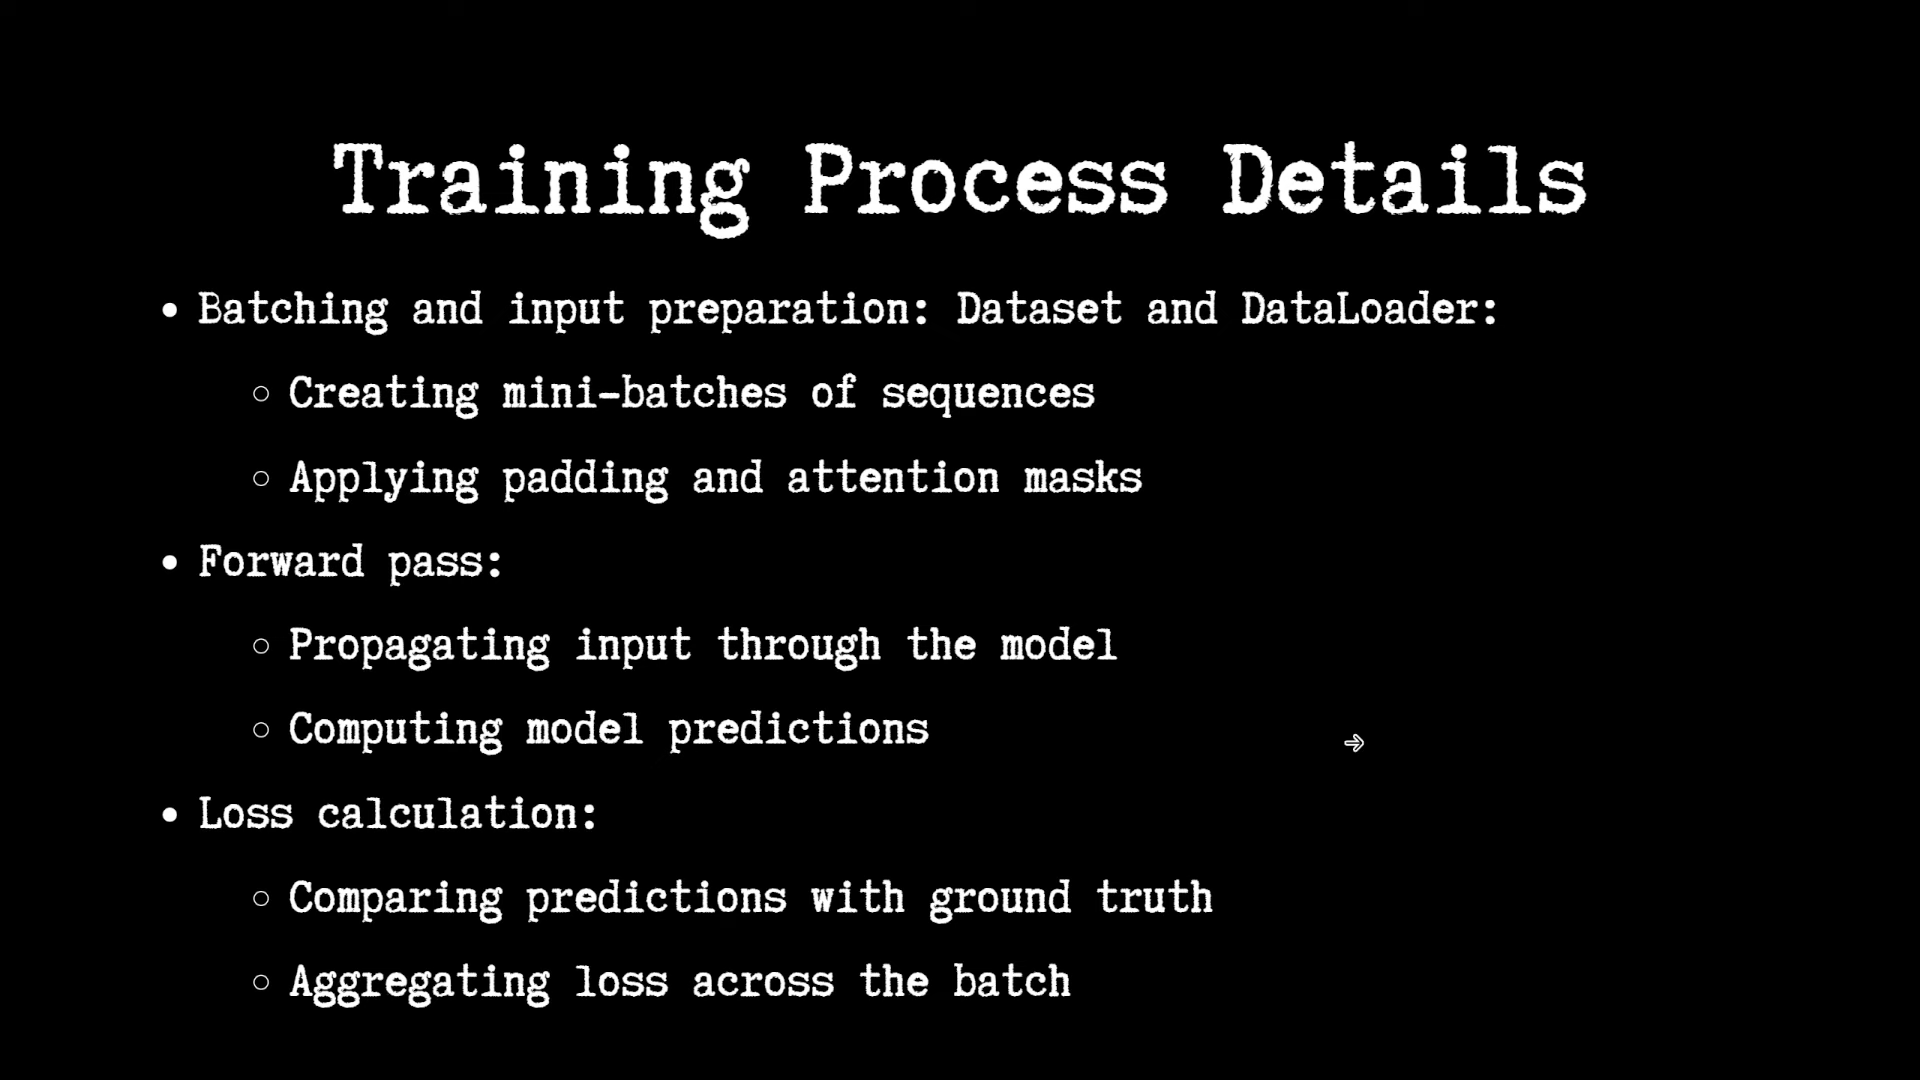 Training Process Details
• Batching and input preparation: Dataset and DataLoader:
○ Creating mini-batches of sequences
○ Applying padding and attention masks
• Forward pass:
○ Propagating input through the model
○ Computing model predictions
• Loss calculation:
○ Comparing predictions with ground truth
○ Aggregating loss across the batch